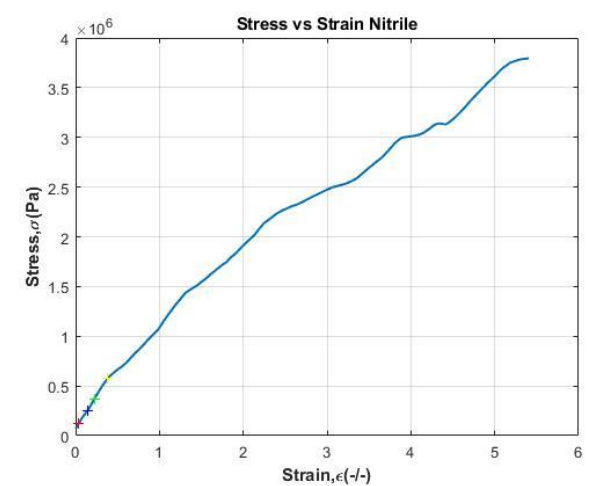 Stress vs Strain Nitrile
×10⁶
4
3.5
3
2.5
2
1.5
1
0.5
0
Stress,σ(Pa)
0 1 2 3 4 5 6
Strain,ϵ(-/-)